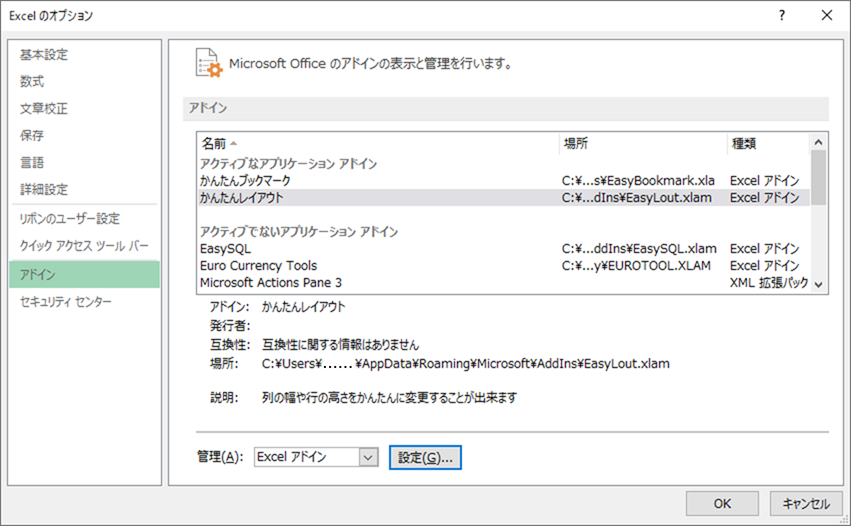 Excel のオプション
?
基本設定
数式
文章校正
保存
言語
詳細設定
リボンのユーザー設定
クイック アクセス ツール バー
アドイン
セキュリティ センター
Microsoft Office のアドインの表示と管理を行います。
アドイン
名前 場所 種類
アクティブなアプリケーション アドイン
かんたんブックマーク C:¥...s¥EasyBookmark.xla Excel アドイン
かんたんレイアウト C:¥...dIns¥EasyLout.xlam Excel アドイン
アクティブでないアプリケーション アドイン
EasySQL C:¥...ddIns¥EasySQL.xlam Excel アドイン
Euro Currency Tools C:¥...y¥EUROTOOL.XLAM Excel アドイン
Microsoft Actions Pane 3 XML 拡張パック
アドイン: かんたんレイアウト
発行者:
互換性: 互換性に関する情報はありません
場所: C:¥Users¥......¥AppData¥Roaming¥Microsoft¥AddIns¥EasyLout.xlam
説明: 列の幅や行の高さをかんたんに変更することが出来ます
管理(A): Excel アドイン 設定(G)...
OK キャンセル